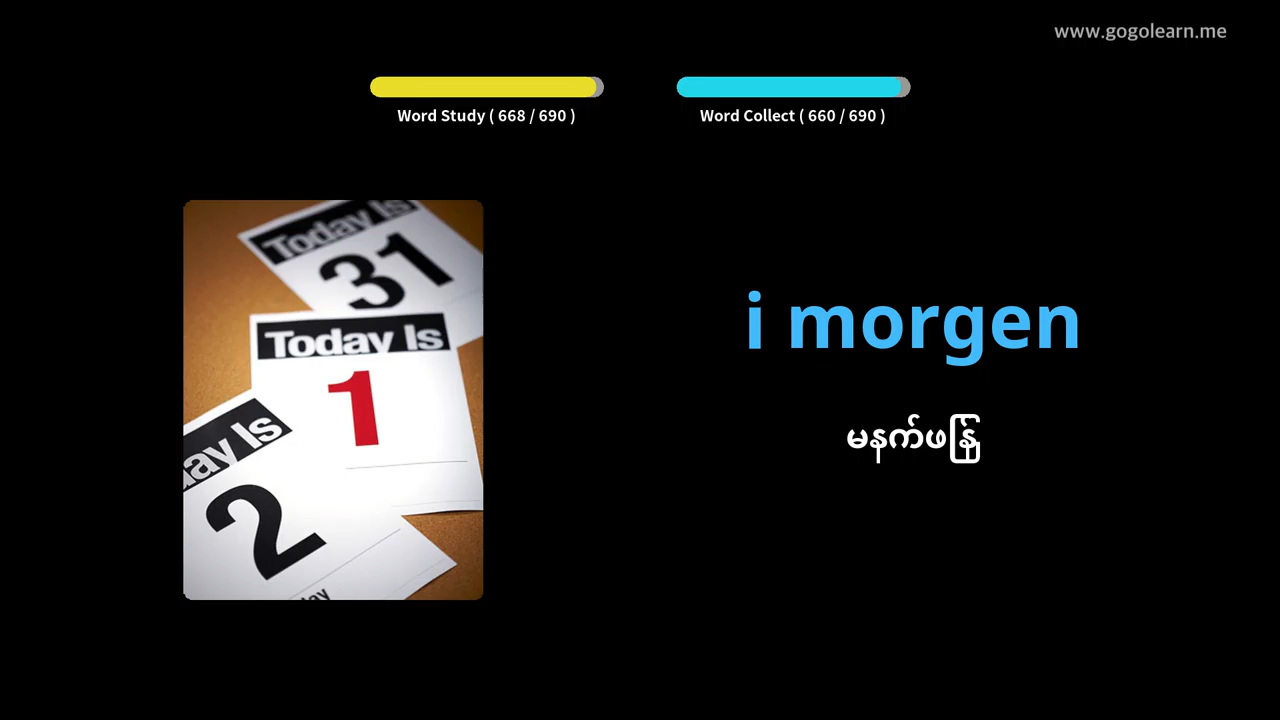 www.gogolearn.me
Word Study ( 668 / 690 )
Word Collect ( 660 / 690 )
Today Is
31
Today Is
1
ay Is
2
ay
i morgen
မနက်ဖန်ြ